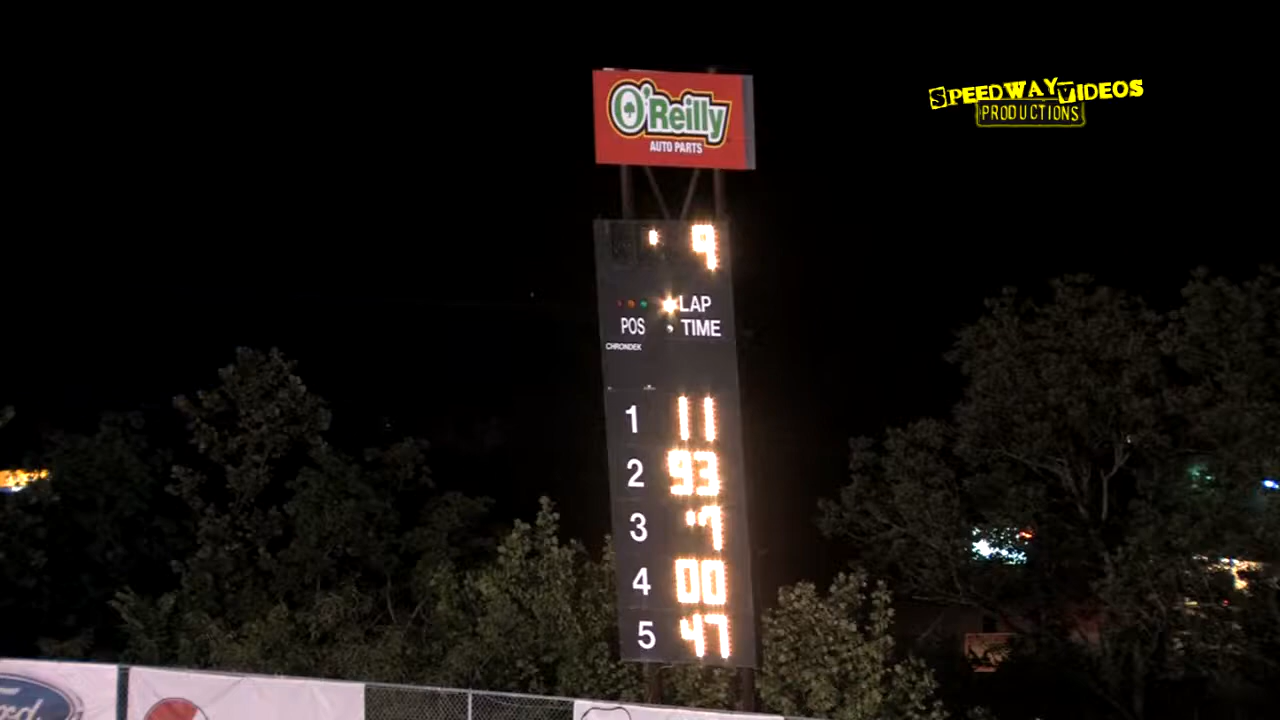 O'Reilly
AUTO PARTS
SPEEDWAY VIDEOS
PRODUCTIONS
9
LAP
POS TIME
CHRONDEK
1 11
2 93
3 '7
4 00
5 47
Ford